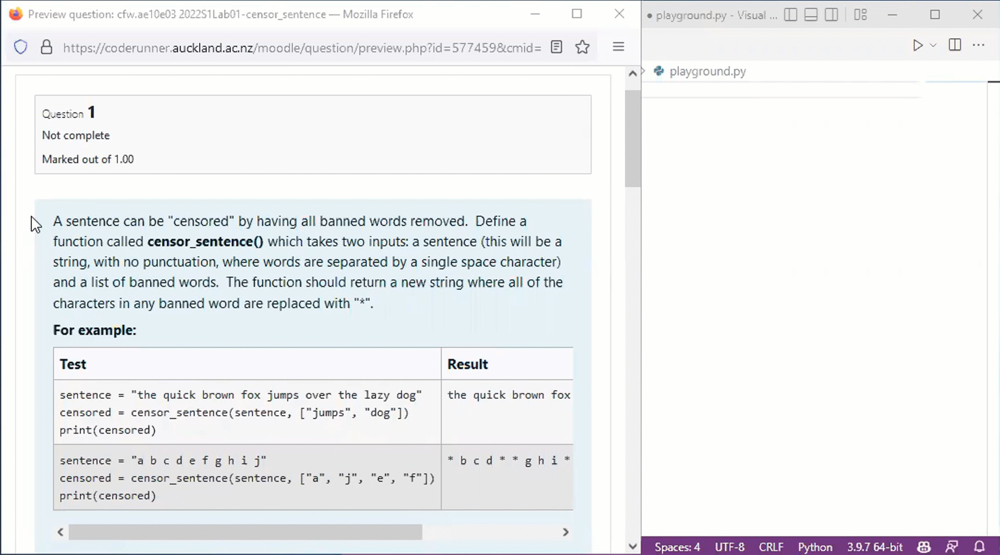 Preview question: cfw.ae10e03 2022S1Lab01-censor_sentence — Mozilla Firefox
playground.py - Visual ...
https://coderunner.auckland.ac.nz/moodle/question/preview.php?id=577459&cmid=
playground.py
Question 1
Not complete
Marked out of 1.00
A sentence can be "censored" by having all banned words removed.  Define a
function called censor_sentence() which takes two inputs: a sentence (this will be a
string, with no punctuation, where words are separated by a single space character)
and a list of banned words.  The function should return a new string where all of the
characters in any banned word are replaced with "*".
For example:
Test Result
sentence = "the quick brown fox jumps over the lazy dog" the quick brown fox
censored = censor_sentence(sentence, ["jumps", "dog"])
print(censored)
sentence = "a b c d e f g h i j" * b c d * * g h i *
censored = censor_sentence(sentence, ["a", "j", "e", "f"])
print(censored)
Spaces: 4 UTF-8 CRLF Python 3.9.7 64-bit